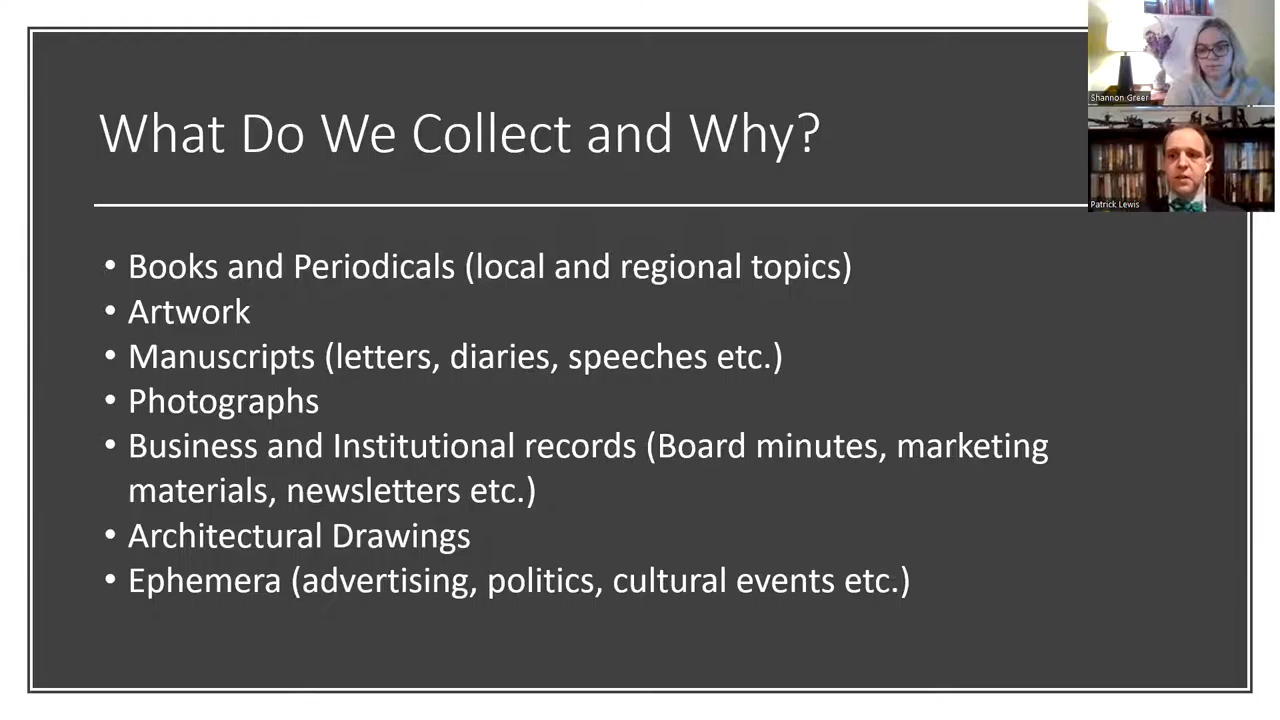 What Do We Collect and Why?
• Books and Periodicals (local and regional topics)
• Artwork
• Manuscripts (letters, diaries, speeches etc.)
• Photographs
• Business and Institutional records (Board minutes, marketing
materials, newsletters etc.)
• Architectural Drawings
• Ephemera (advertising, politics, cultural events etc.)
Shannon Greer
Patrick Lewis